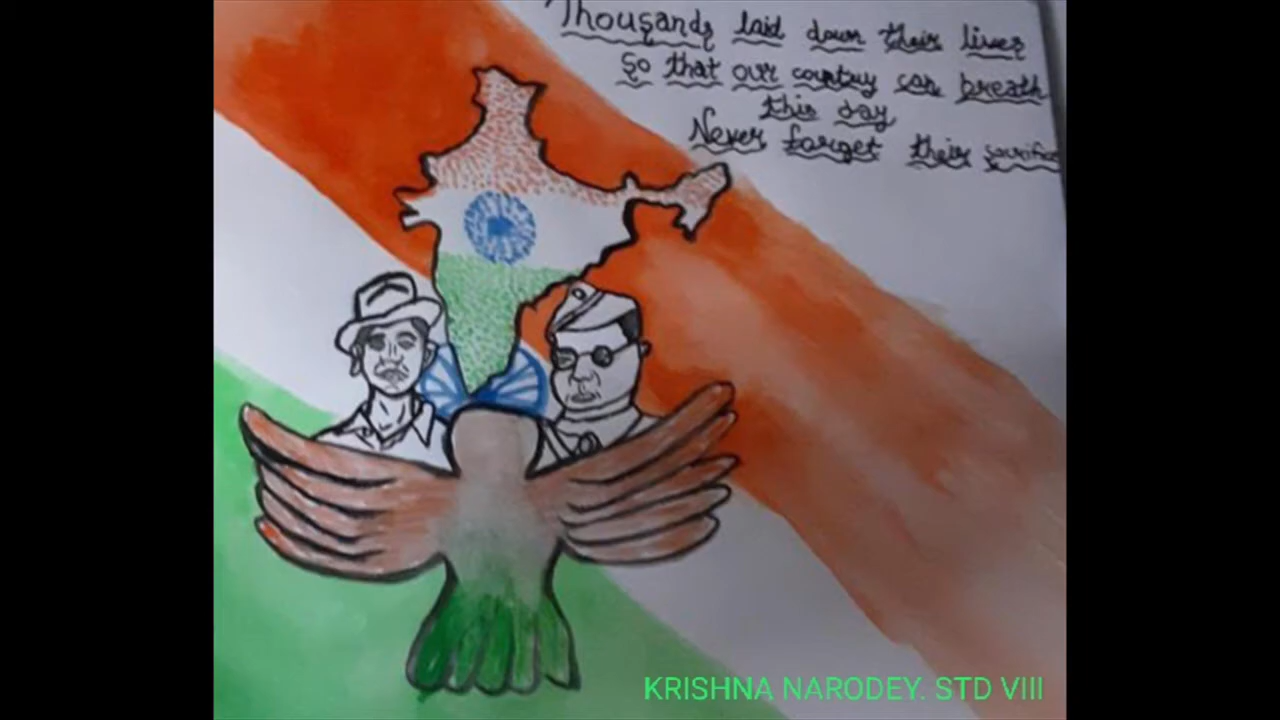 Thousands laid down their lives
so that our country can breath
this day
Never forget their
KRISHNA NARODEY. STD VIII